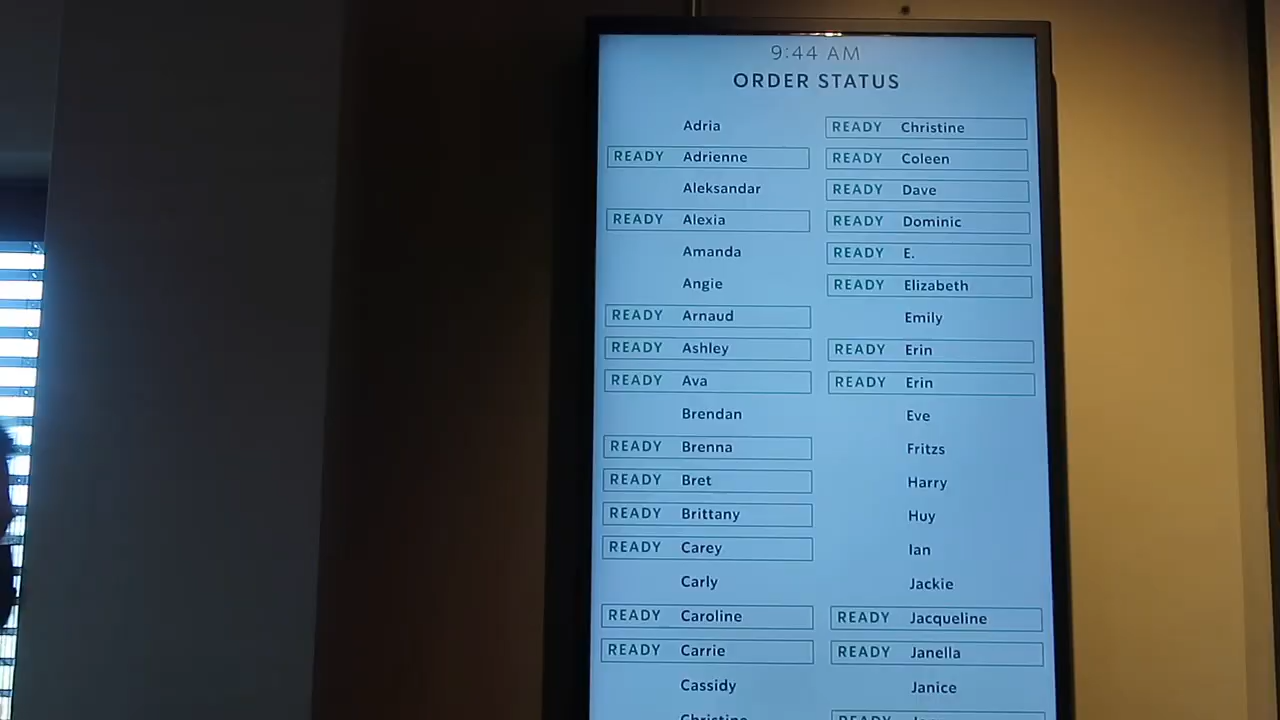 9:44 AM
ORDER STATUS
Adria
READY Adrienne
Aleksandar
READY Alexia
Amanda
Angie
READY Arnaud
READY Ashley
READY Ava
Brendan
READY Brenna
READY Bret
READY Brittany
READY Carey
Carly
READY Caroline
READY Carrie
Cassidy
Christine
READY Christine
READY Coleen
READY Dave
READY Dominic
READY E.
READY Elizabeth
Emily
READY Erin
READY Erin
Eve
Fritzs
Harry
Huy
Ian
Jackie
READY Jacqueline
READY Janella
Janice
READY